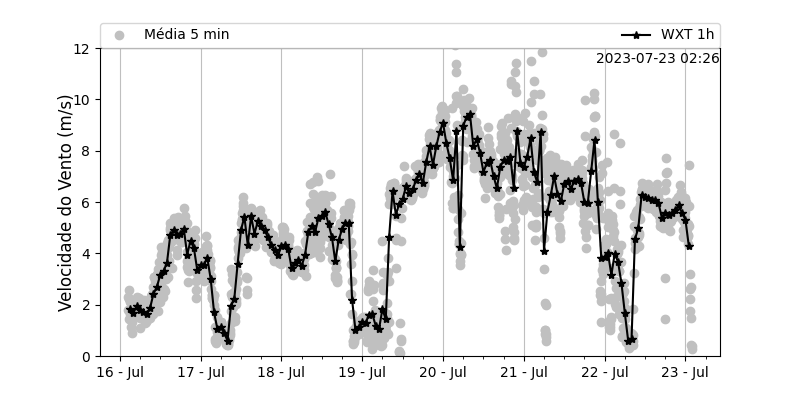 Média 5 min
WXT 1h
2023-07-23 02:26
Velocidade do Vento (m/s)
12
10
8
6
4
2
0
16 - Jul 17 - Jul 18 - Jul 19 - Jul 20 - Jul 21 - Jul 22 - Jul 23 - Jul